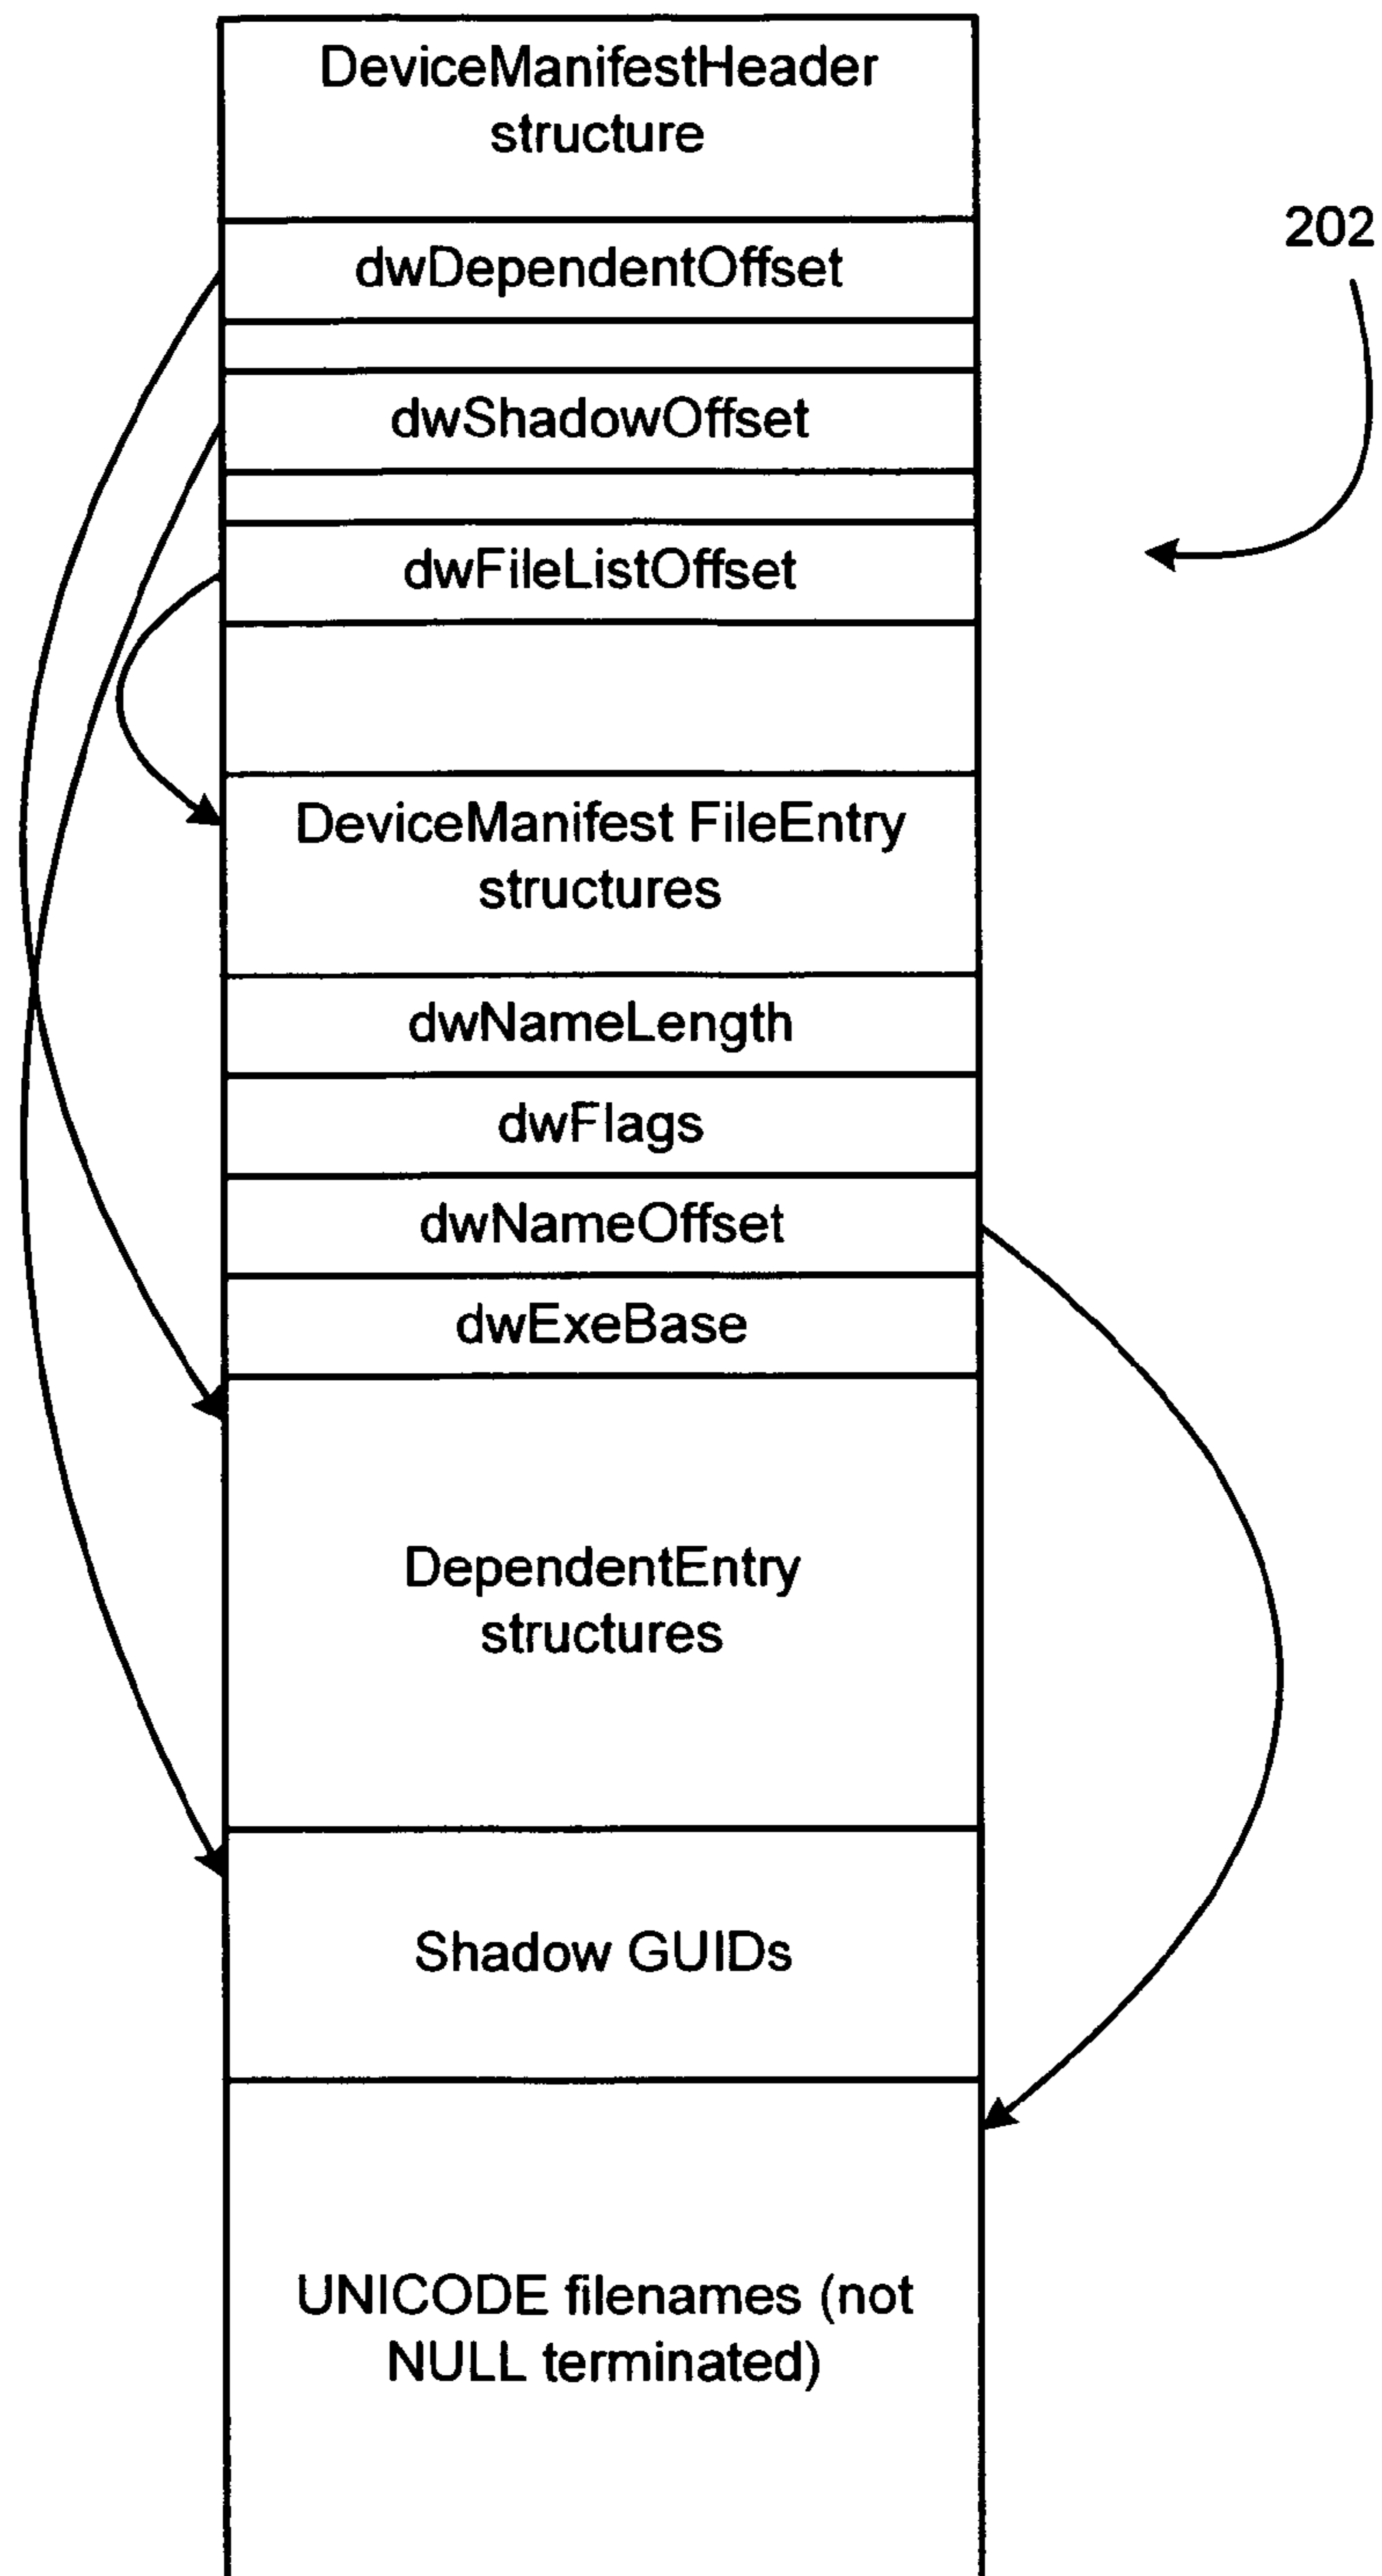 DeviceManifestHeader
structure
202
dwDependentOffset
dwShadowOffset
dwFileListOffset
DeviceManifest FileEntry
structures
dwNameLength
dwFlags
dwNameOffset
dwExeBase
DependentEntry
structures
Shadow GUIDs
UNICODE filenames (not
NULL terminated)